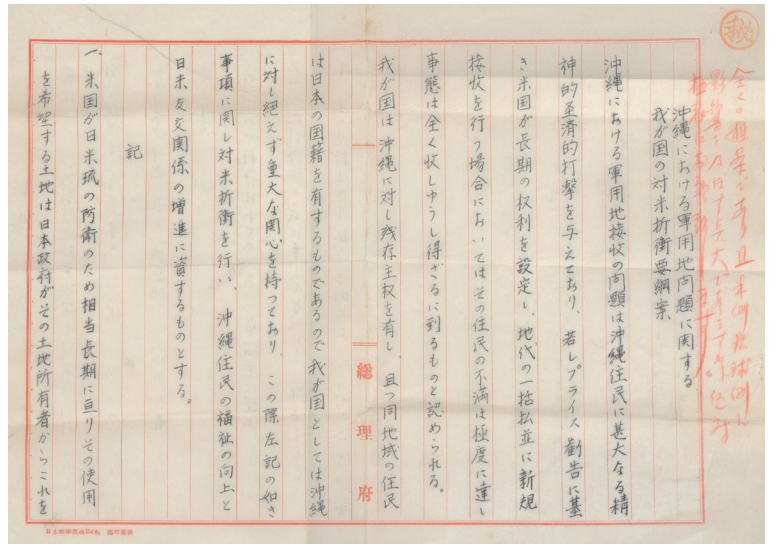 秘
沖縄における軍用地問題に関する
我が国の対米折衝要綱案
沖縄における軍用地接收の問題は沖縄住民に甚大なる精
神的至済的打撃を与えており、若しプライス勧告に基
き米国が長期の权利を設定し、地代の一括払並に新規
接收を行う場合においてはその住民の不満は極度に達し
事態は全く收しゆうし得ざるに到るものと認められる。
我が国は沖縄に対し残存主权を有し、且つ同地域の住民
総理府
は日本の国籍を有するものであるので我が国としては沖縄
に対し絶えず重大な関心を持っており、この際左記の如き
事項に関し対米折衝を行い、沖縄住民の福祉の向上と
日米友交関係の増進に資するものとする。
記
一、米国が日米琉の防衛のため相当長期に亘りその使用
を希望する土地は日本政府がその土地所有者からこれを